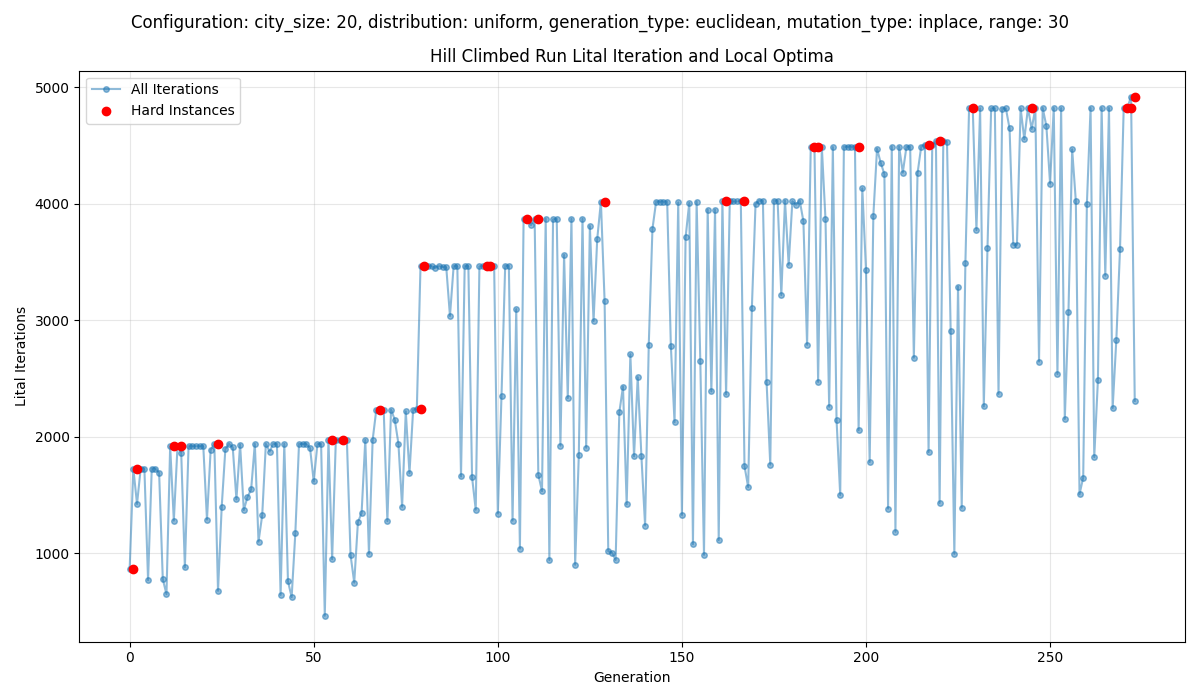 Configuration: city_size: 20, distribution: uniform, generation_type: euclidean, mutation_type: inplace, range: 30
Hill Climbed Run Lital Iteration and Local Optima
All Iterations
Hard Instances
5000
4000
3000
2000
1000
Lital Iterations
0 50 100 150 200 250
Generation